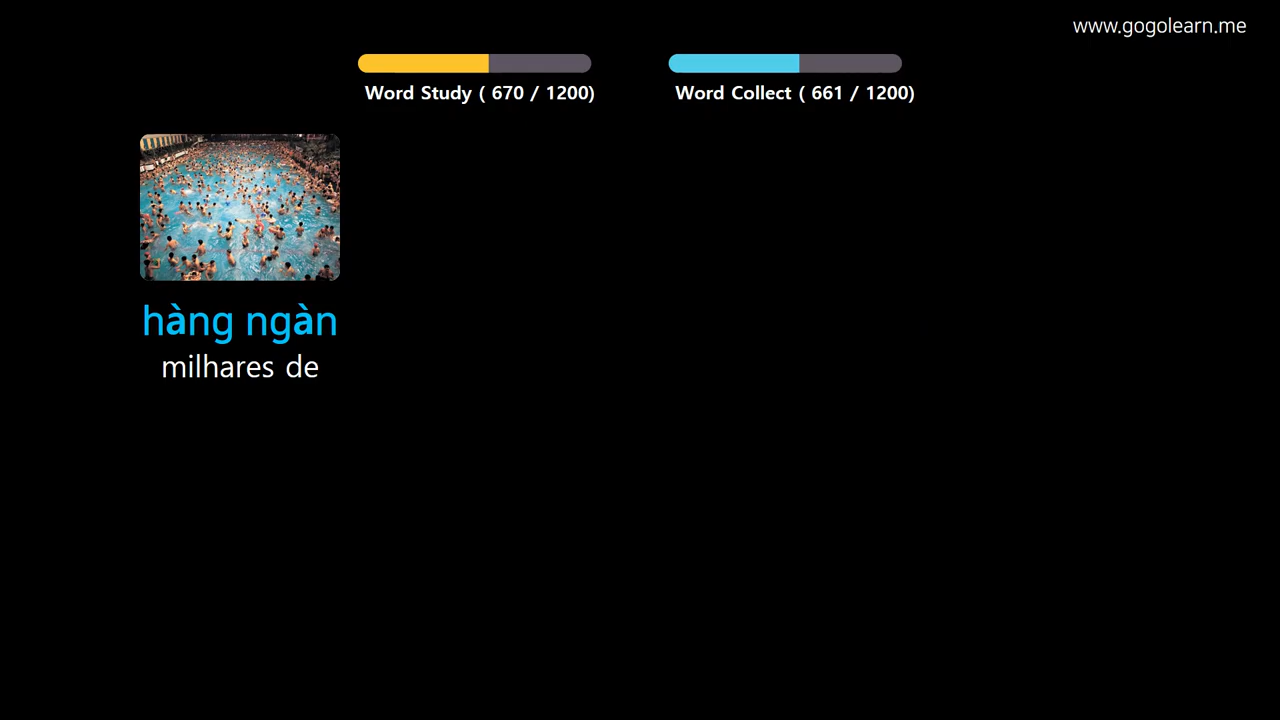 www.gogolearn.me
Word Study ( 670 / 1200)
Word Collect ( 661 / 1200)
hàng ngàn
milhares de